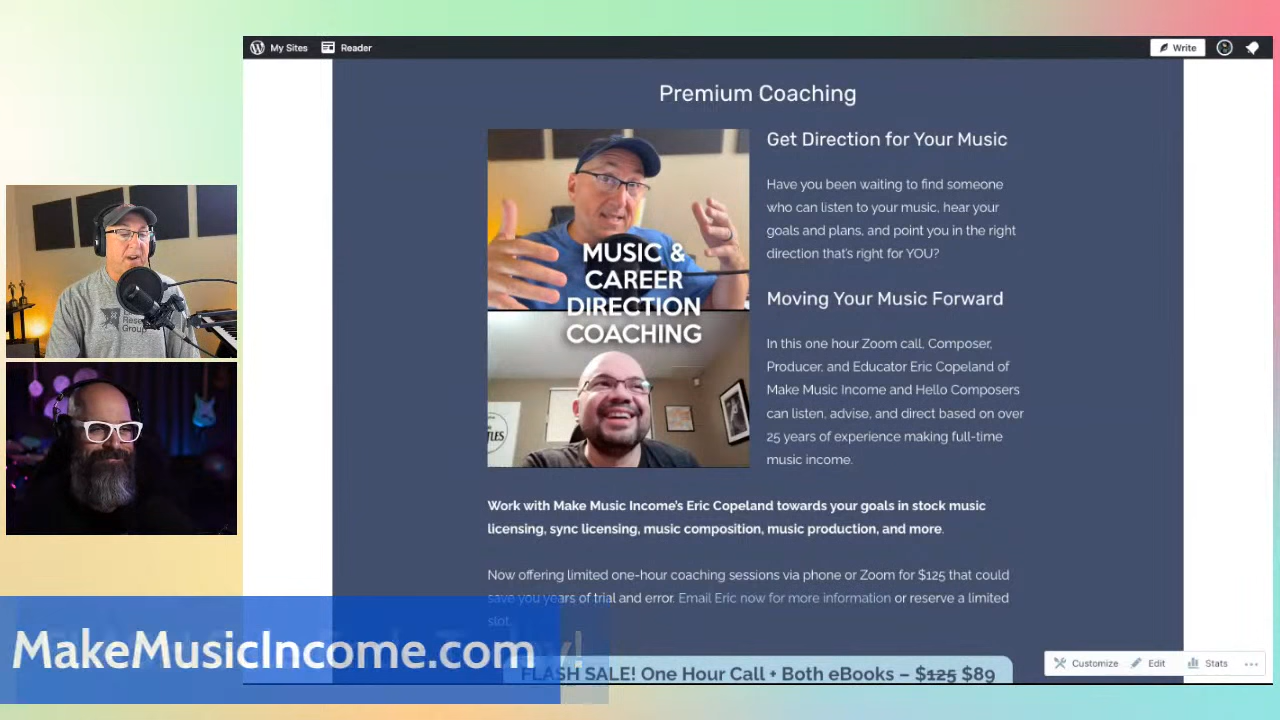 My Sites
Reader
Write
Premium Coaching
MUSIC &
CAREER
DIRECTION
COACHING
Get Direction for Your Music
Have you been waiting to find someone
who can listen to your music, hear your
goals and plans, and point you in the right
direction that's right for YOU?
Moving Your Music Forward
In this one hour Zoom call, Composer,
Producer, and Educator Eric Copeland of
Make Music Income and Hello Composers
can listen, advise, and direct based on over
25 years of experience making full-time
music income.
Work with Make Music Income's Eric Copeland towards your goals in stock music
licensing, sync licensing, music composition, music production, and more.
Now offering limited one-hour coaching sessions via phone or Zoom for $125 that could
save you years of trial and error. Email Eric now for more information or reserve a limited
slot.
FLASH SALE! One Hour Call + Both eBooks – $125 $89
Customize
Edit
Stats
MakeMusicIncome.com
Group